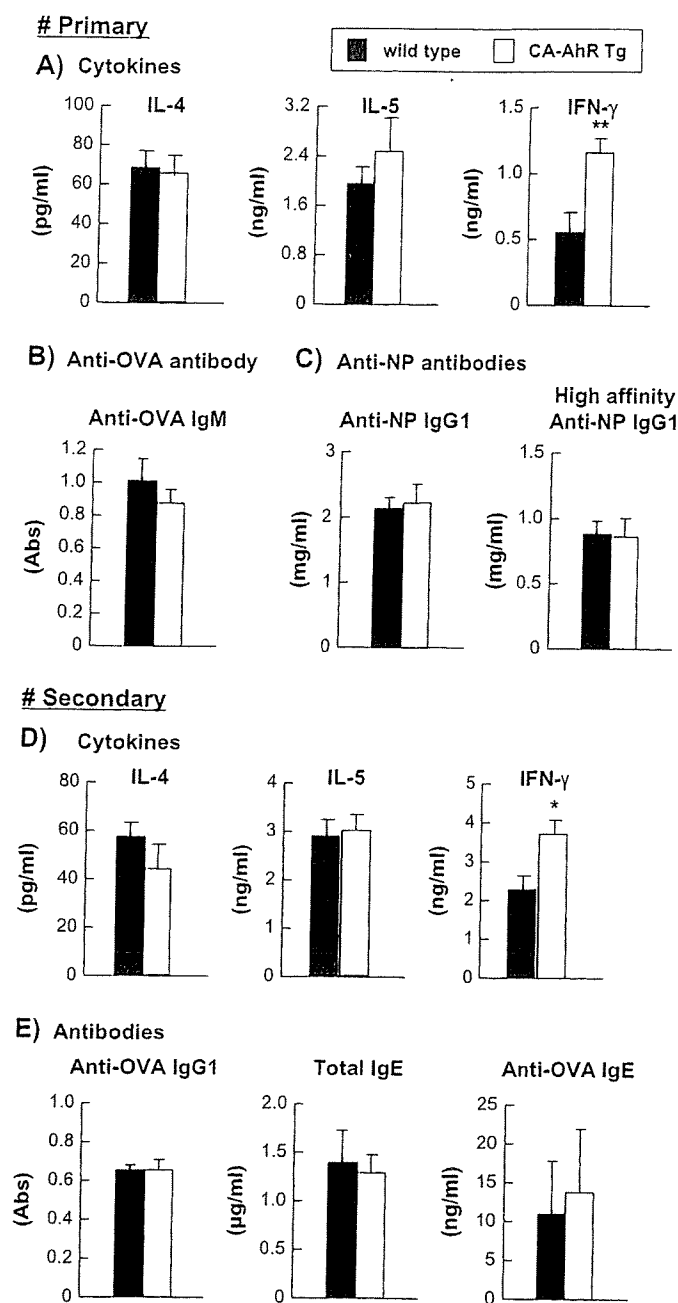 # Primary
wild type CA-AhR Tg
A) Cytokines
IL-4
100
80
60
40
20
0
(pg/ml)
IL-5
3.2
2.4
1.6
0.8
0
(ng/ml)
IFN-γ
**
1.5
1.0
0.5
0
(ng/ml)
B) Anti-OVA antibody
Anti-OVA IgM
1.2
1.0
0.8
0.6
0.4
0.2
0
(Abs)
C) Anti-NP antibodies
Anti-NP IgG1
3
2
1
0
(mg/ml)
High affinity
Anti-NP IgG1
1.5
1.0
0.5
0
(mg/ml)
# Secondary
D) Cytokines
IL-4
80
60
40
20
0
(pg/ml)
IL-5
4
3
2
1
0
(ng/ml)
IFN-γ
*
5
4
3
2
1
0
(ng/ml)
E) Antibodies
Anti-OVA IgG1
1.0
0.8
0.6
0.4
0.2
0
(Abs)
Total IgE
2.0
1.5
1.0
0.5
0
(μg/ml)
Anti-OVA IgE
25
20
15
10
5
0
(ng/ml)